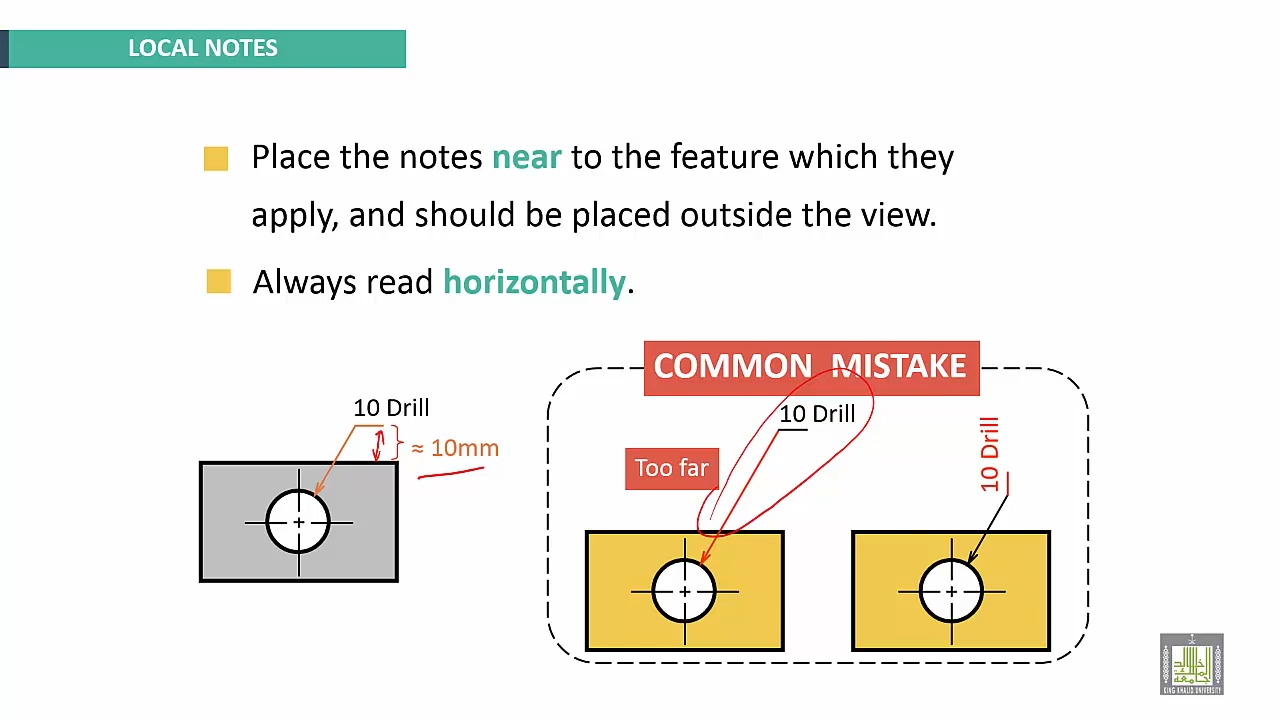 LOCAL NOTES
Place the notes near to the feature which they
apply, and should be placed outside the view.
Always read horizontally.
COMMON MISTAKE
10 Drill
≈ 10mm
10 Drill
Too far
10 Drill
KING KHALID UNIVERSITY